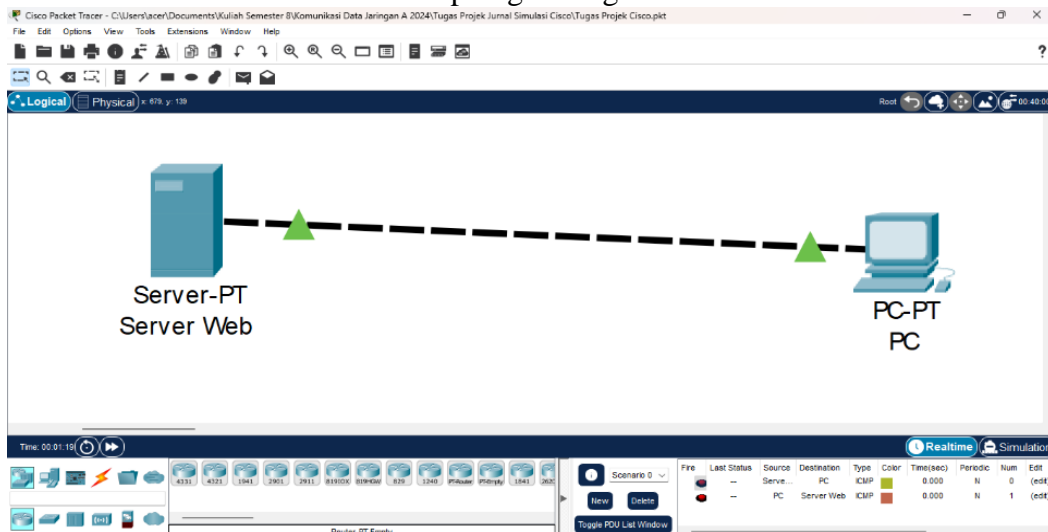 Cisco Packet Tracer - C:\Users\acer\Documents\Kuliah Semester 8\Komunikasi Data Jaringan A 2024\Tugas Projek Jurnal Simulasi Cisco\Tugas Projek Cisco.pkt
File Edit Options View Tools Extensions Window Help
?
Logical Physical x: 679, y: 139 Root 00:40:00
Server-PT
Server Web
PC-PT
PC
Time: 00:01:19 Realtime Simulation
4331 4321 1941 2901 2911 819IOX 819HGW 829 1240 PT-Router PT-Empty 1841 262
Scenario 0
New Delete
Toggle PDU List Window
Fire Last Status Source Destination Type Color Time(sec) Periodic Num Edit
-- Serve... PC ICMP 0.000 N 0 (edit
-- PC Server Web ICMP 0.000 N 1 (edit